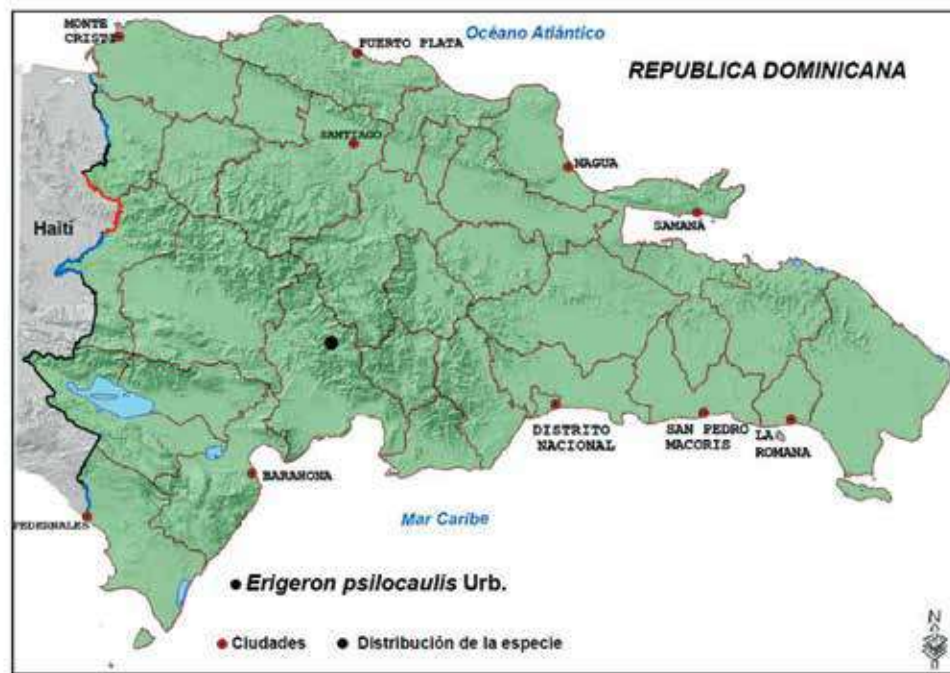 MONTE
CRISTI
PUERTO PLATA
Océano Atlántico
REPUBLICA DOMINICANA
SANTIAGO
NAGUA
Haití
SAMANA
DISTRITO
NACIONAL
SAN PEDRO
MACORIS
LA
ROMANA
BARAHONA
PEDERNALES
Mar Caribe
Erigeron psilocaulis Urb.
Ciudades
Distribución de la especie
N